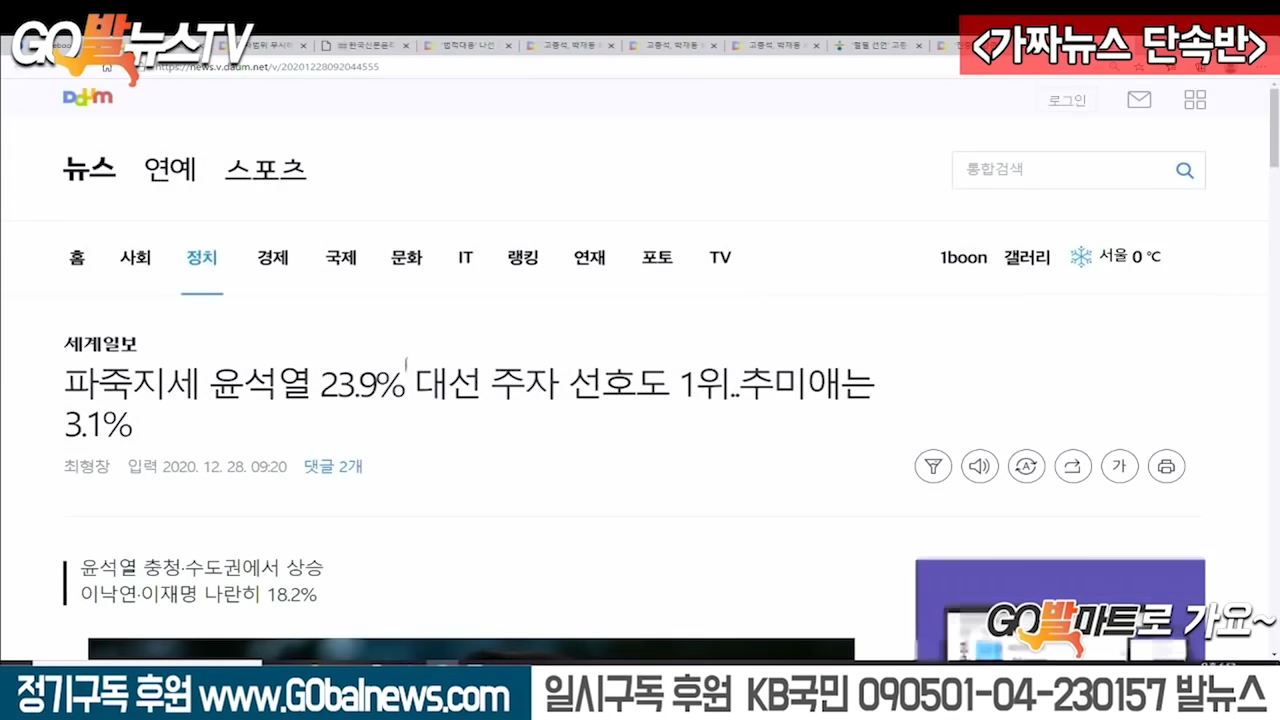 GO발뉴스TV
<가짜뉴스 단속반>
https://news.v.daum.net/v/20201228092044555
Daum
로그인
뉴스 연예 스포츠
통합검색
홈 사회 정치 경제 국제 문화 IT 랭킹 연재 포토 TV
1boon 갤러리 서울 0 ℃
세계일보
파죽지세 윤석열 23.9% 대선 주자 선호도 1위..추미애는
3.1%
최형창 입력 2020. 12. 28. 09:20 댓글 2개
가
윤석열 충청·수도권에서 상승
이낙연·이재명 나란히 18.2%
GO발마트로 가요~
정기구독 후원 www.GObalnews.com
일시구독 후원 KB국민 090501-04-230157 발뉴스